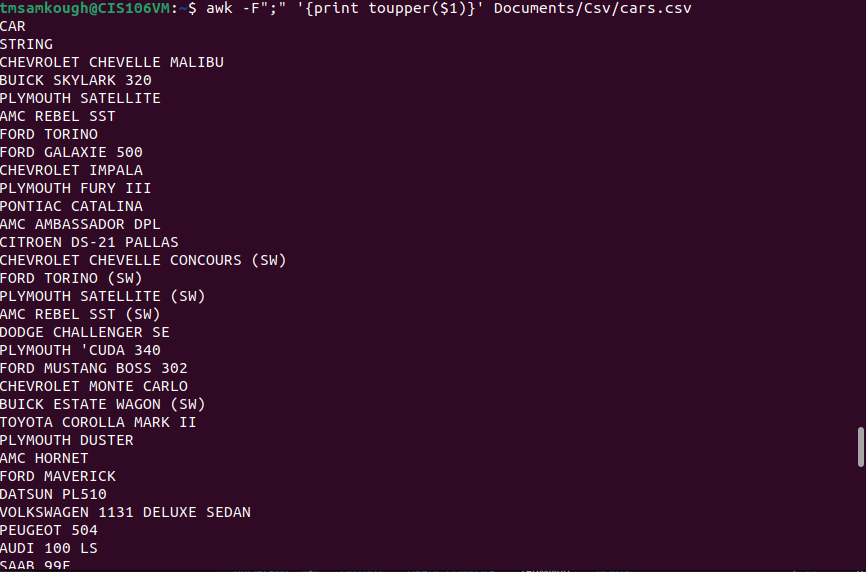 tmsamkough@CIS106VM:~$ awk -F";" '{print toupper($1)}' Documents/Csv/cars.csv
CAR
STRING
CHEVROLET CHEVELLE MALIBU
BUICK SKYLARK 320
PLYMOUTH SATELLITE
AMC REBEL SST
FORD TORINO
FORD GALAXIE 500
CHEVROLET IMPALA
PLYMOUTH FURY III
PONTIAC CATALINA
AMC AMBASSADOR DPL
CITROEN DS-21 PALLAS
CHEVROLET CHEVELLE CONCOURS (SW)
FORD TORINO (SW)
PLYMOUTH SATELLITE (SW)
AMC REBEL SST (SW)
DODGE CHALLENGER SE
PLYMOUTH 'CUDA 340
FORD MUSTANG BOSS 302
CHEVROLET MONTE CARLO
BUICK ESTATE WAGON (SW)
TOYOTA COROLLA MARK II
PLYMOUTH DUSTER
AMC HORNET
FORD MAVERICK
DATSUN PL510
VOLKSWAGEN 1131 DELUXE SEDAN
PEUGEOT 504
AUDI 100 LS
SAAB